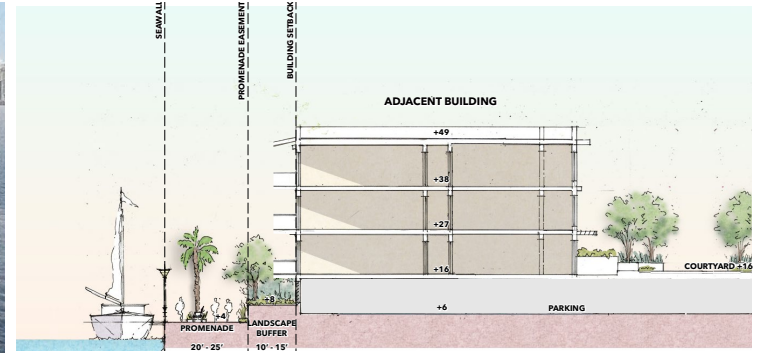 SEAWALL
PROMENADE EASEMENT
BUILDING SETBACK
ADJACENT BUILDING
+49
+38
+27
+16
COURTYARD +16
+8
+4
+6
PARKING
PROMENADE
LANDSCAPE
BUFFER
20' - 25'
10' - 15'